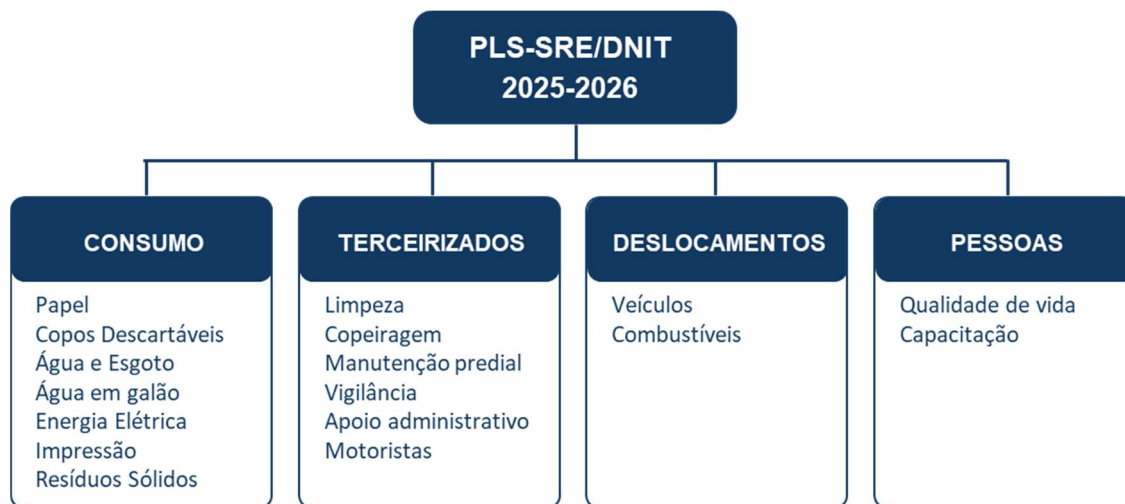 PLS-SRE/DNIT
2025-2026
CONSUMO
Papel
Copos Descartáveis
Água e Esgoto
Água em galão
Energia Elétrica
Impressão
Resíduos Sólidos
TERCEIRIZADOS
Limpeza
Copeiragem
Manutenção predial
Vigilância
Apoio administrativo
Motoristas
DESLOCAMENTOS
Veículos
Combustíveis
PESSOAS
Qualidade de vida
Capacitação